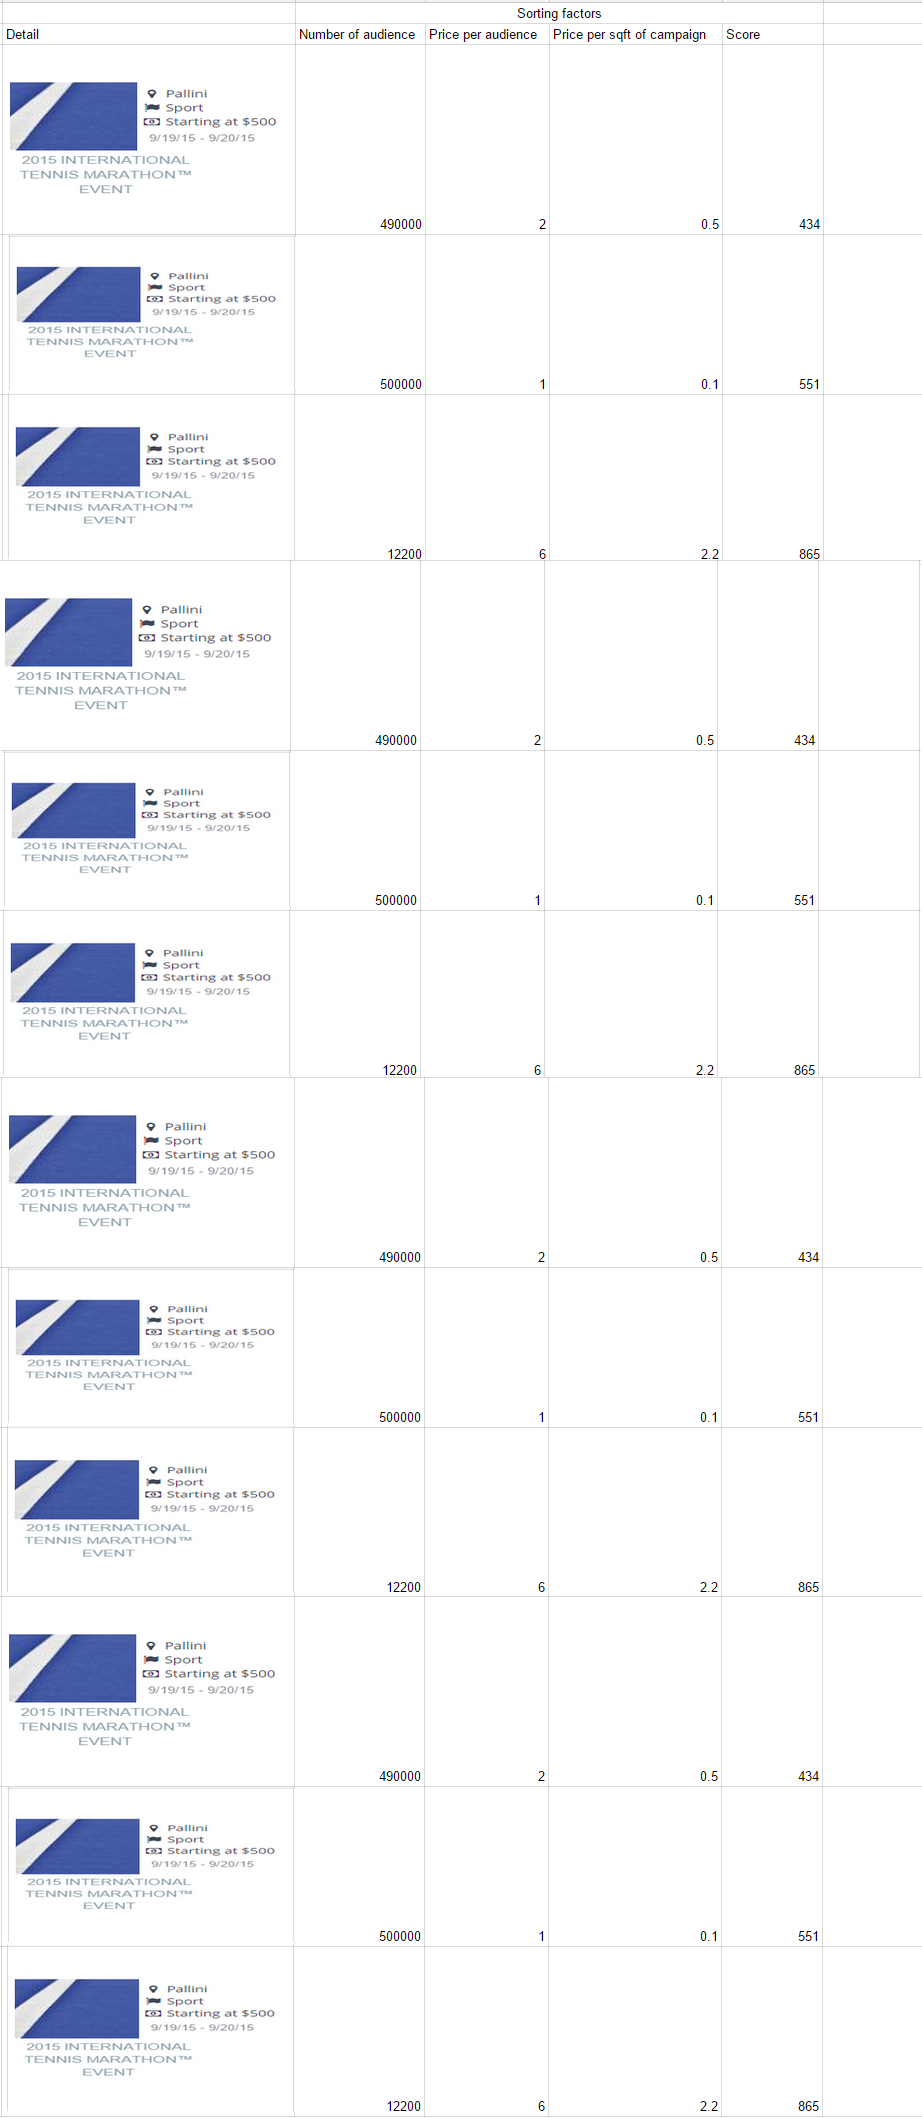 Sorting factors
Detail Number of audience Price per audience Price per sqft of campaign Score
Pallini
Sport
Starting at $500
9/19/15 - 9/20/15
2015 INTERNATIONAL
TENNIS MARATHON™
EVENT
490000 2 0.5 434
Pallini
Sport
Starting at $500
9/19/15 - 9/20/15
2015 INTERNATIONAL
TENNIS MARATHON™
EVENT
500000 1 0.1 551
Pallini
Sport
Starting at $500
9/19/15 - 9/20/15
2015 INTERNATIONAL
TENNIS MARATHON™
EVENT
12200 6 2.2 865
Pallini
Sport
Starting at $500
9/19/15 - 9/20/15
2015 INTERNATIONAL
TENNIS MARATHON™
EVENT
490000 2 0.5 434
Pallini
Sport
Starting at $500
9/19/15 - 9/20/15
2015 INTERNATIONAL
TENNIS MARATHON™
EVENT
500000 1 0.1 551
Pallini
Sport
Starting at $500
9/19/15 - 9/20/15
2015 INTERNATIONAL
TENNIS MARATHON™
EVENT
12200 6 2.2 865
Pallini
Sport
Starting at $500
9/19/15 - 9/20/15
2015 INTERNATIONAL
TENNIS MARATHON™
EVENT
490000 2 0.5 434
Pallini
Sport
Starting at $500
9/19/15 - 9/20/15
2015 INTERNATIONAL
TENNIS MARATHON™
EVENT
500000 1 0.1 551
Pallini
Sport
Starting at $500
9/19/15 - 9/20/15
2015 INTERNATIONAL
TENNIS MARATHON™
EVENT
12200 6 2.2 865
Pallini
Sport
Starting at $500
9/19/15 - 9/20/15
2015 INTERNATIONAL
TENNIS MARATHON™
EVENT
490000 2 0.5 434
Pallini
Sport
Starting at $500
9/19/15 - 9/20/15
2015 INTERNATIONAL
TENNIS MARATHON™
EVENT
500000 1 0.1 551
Pallini
Sport
Starting at $500
9/19/15 - 9/20/15
2015 INTERNATIONAL
TENNIS MARATHON™
EVENT
12200 6 2.2 865